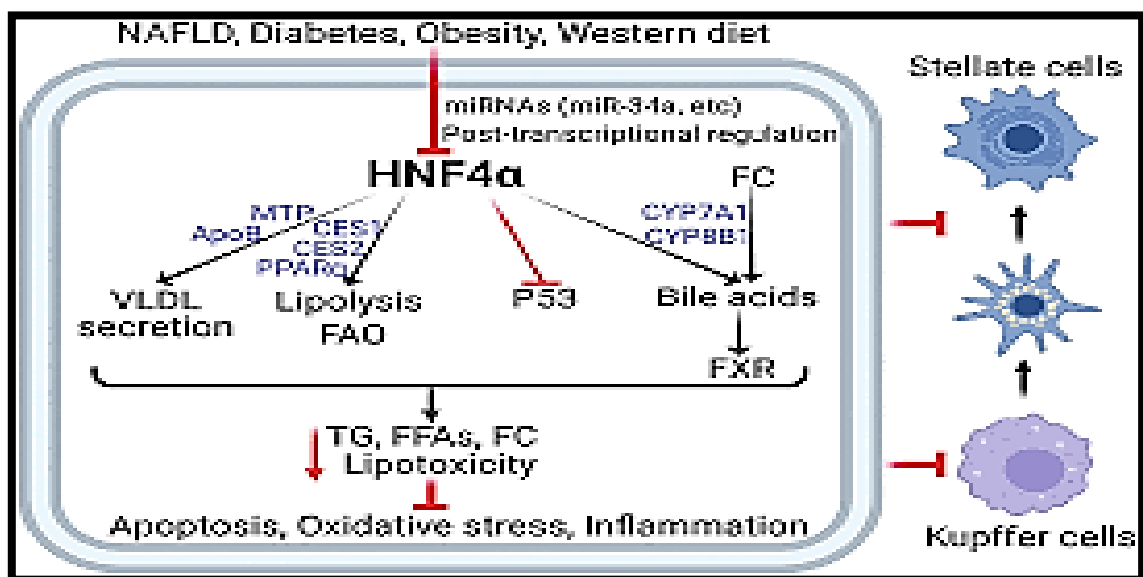 NAFLD, Diabetes, Obesity, Western diet
Stellate cells
miRNAs (miR-34a, etc)
Post-transcriptional regulation
HNF4α
FC
MTP
ApoB
CES1
CES2
PPARα
CYP7A1
CYP8B1
VLDL
secretion
Lipolysis
FAO
P53
Bile acids
FXR
TG, FFAs, FC
Lipotoxicity
Apoptosis, Oxidative stress, Inflammation
Kupffer cells